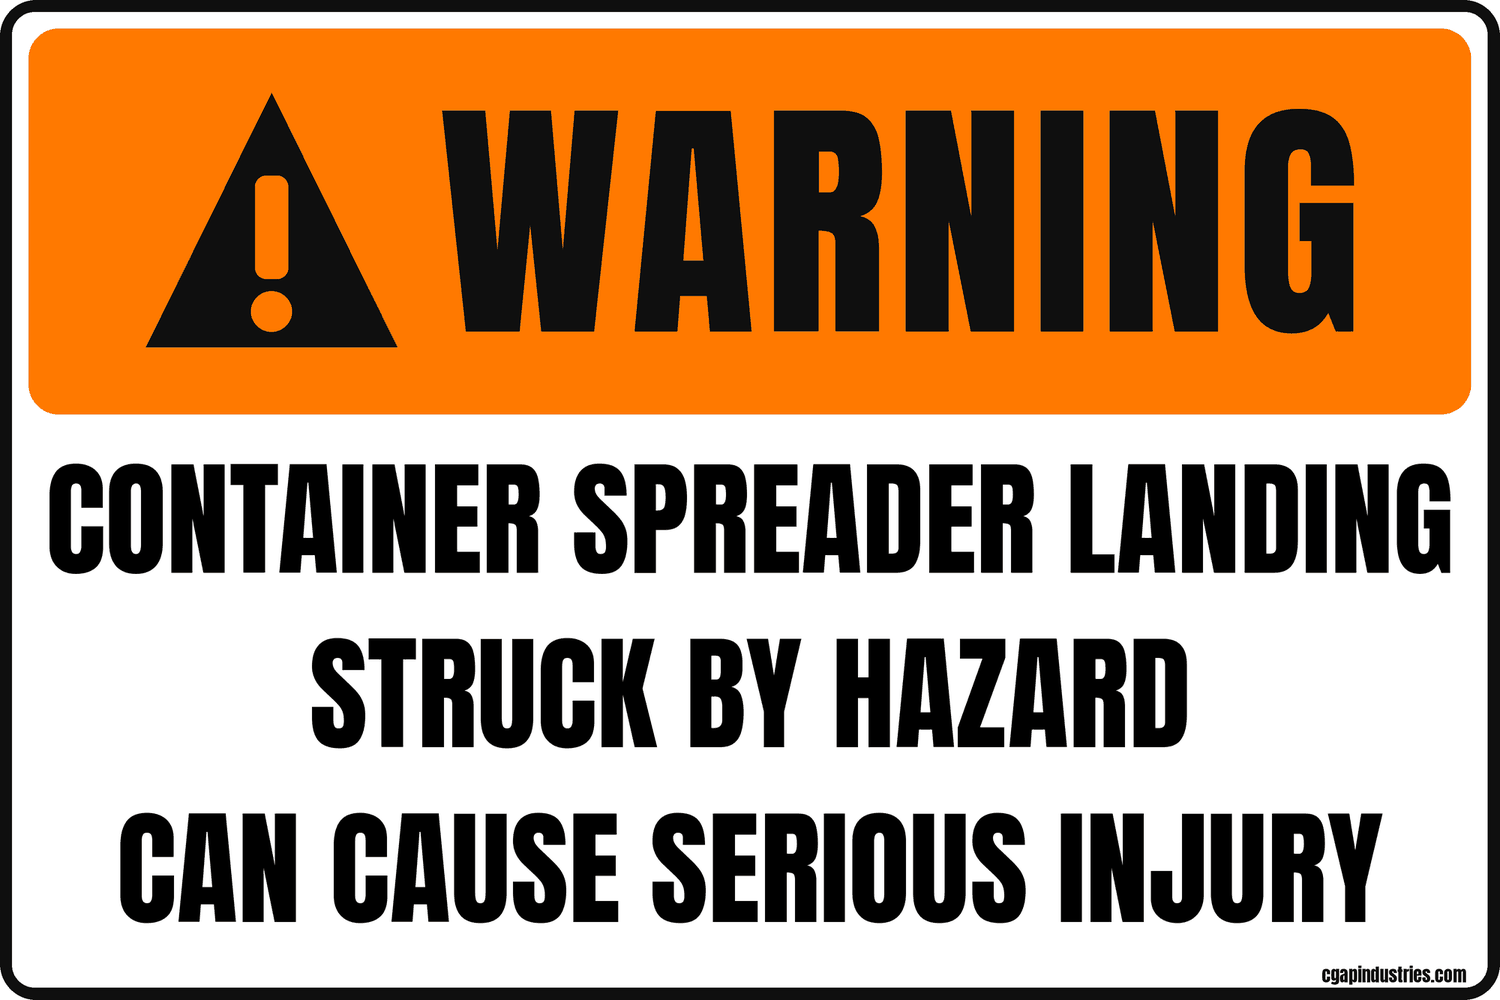 WARNING
CONTAINER SPREADER LANDING
STRUCK BY HAZARD
CAN CAUSE SERIOUS INJURY
cgapindustries.com